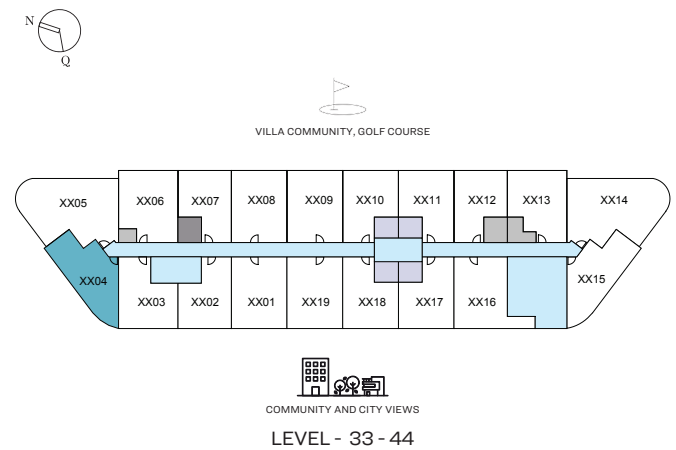 N
Q
VILLA COMMUNITY, GOLF COURSE
XX05
XX06
XX07
XX08
XX09
XX10
XX11
XX12
XX13
XX14
XX04
XX03
XX02
XX01
XX19
XX18
XX17
XX16
XX15
COMMUNITY AND CITY VIEWS
LEVEL - 33 - 44